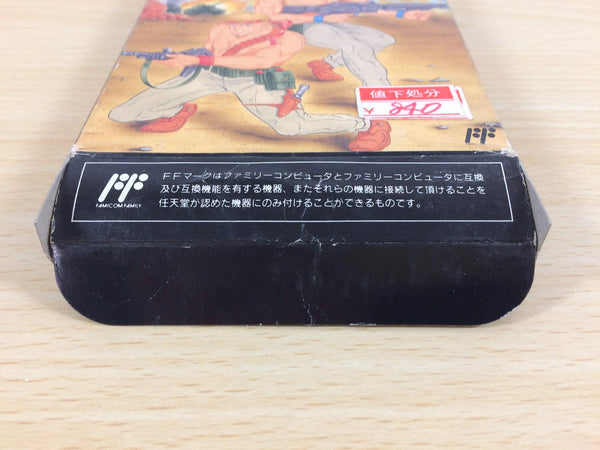 値下処分
¥ 840
FF
FFマークはファミリーコンピュータとファミリーコンピュータに互換
及び互換機能を有する機器、またそれらの機器に接続して頂けることを
任天堂が認めた機器にのみ付けることができるものです。
FF
FAMICOM FAMILY